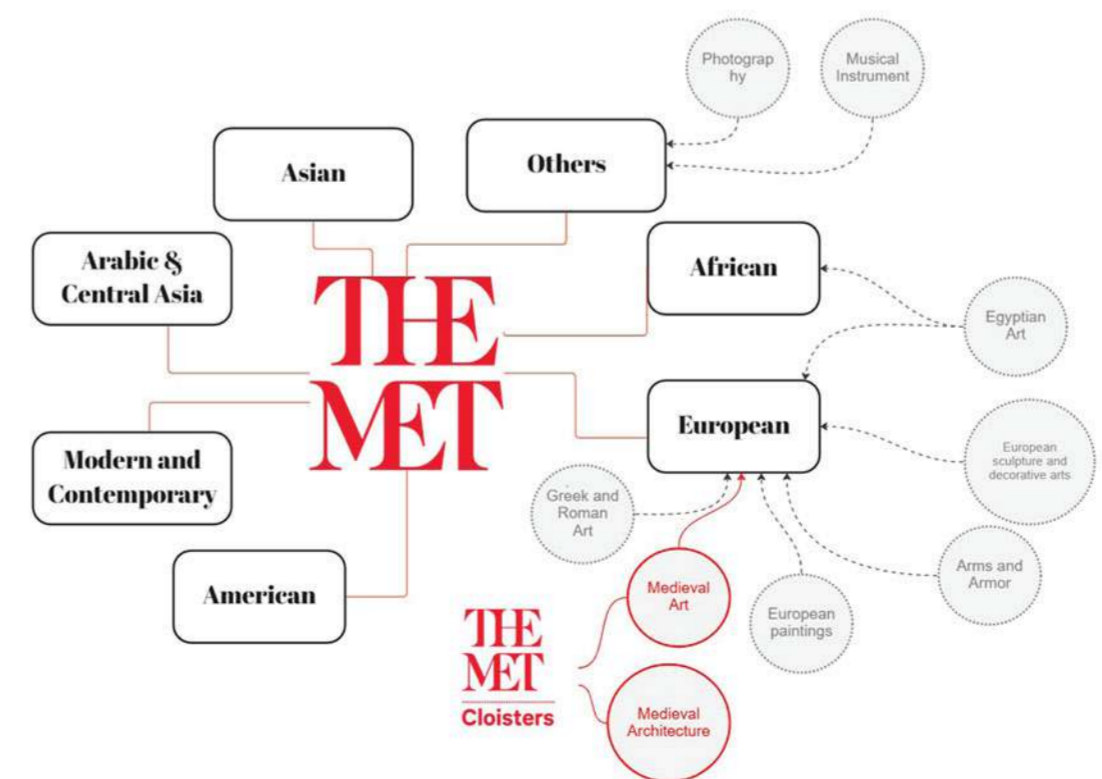 Photograp
hy
Musical
Instrument
Asian
Others
Arabic &
Central Asia
African
THE
MET
Egyptian
Art
European
Modern and
Contemporary
European
sculpture and
decorative arts
Greek and
Roman
Art
American
Medieval
Art
Arms and
Armor
European
paintings
THE
MET
Cloisters
Medieval
Architecture